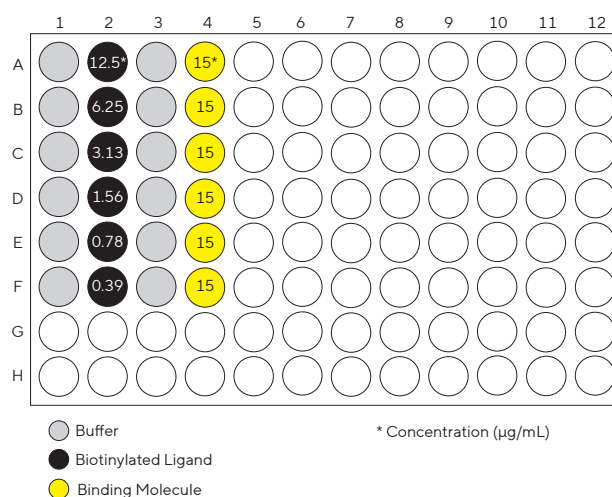 1 2 3 4 5 6 7 8 9 10 11 12
A 12.5* 15*
B 6.25 15
C 3.13 15
D 1.56 15
E 0.78 15
F 0.39 15
G
H
Buffer * Concentration (µg/mL)
Biotinylated Ligand
Binding Molecule